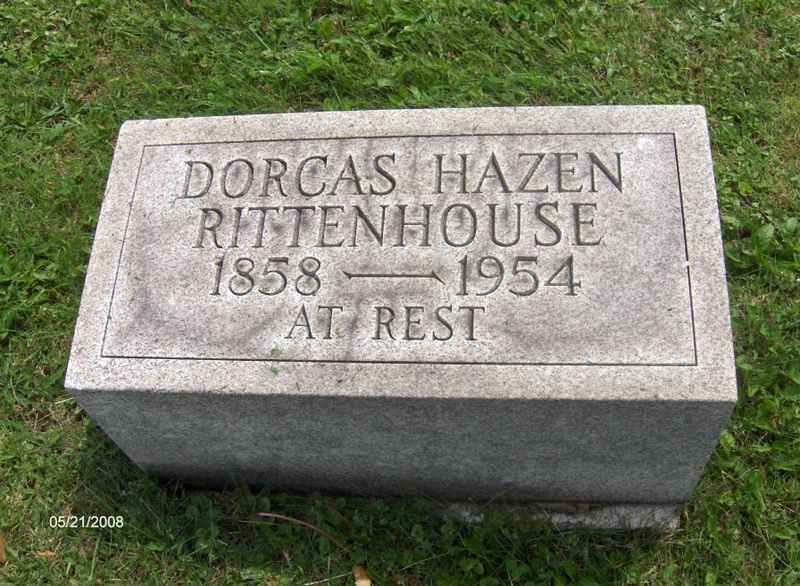 DORCAS HAZEN
RITTENHOUSE
1858 — 1954
AT REST
05/21/2008